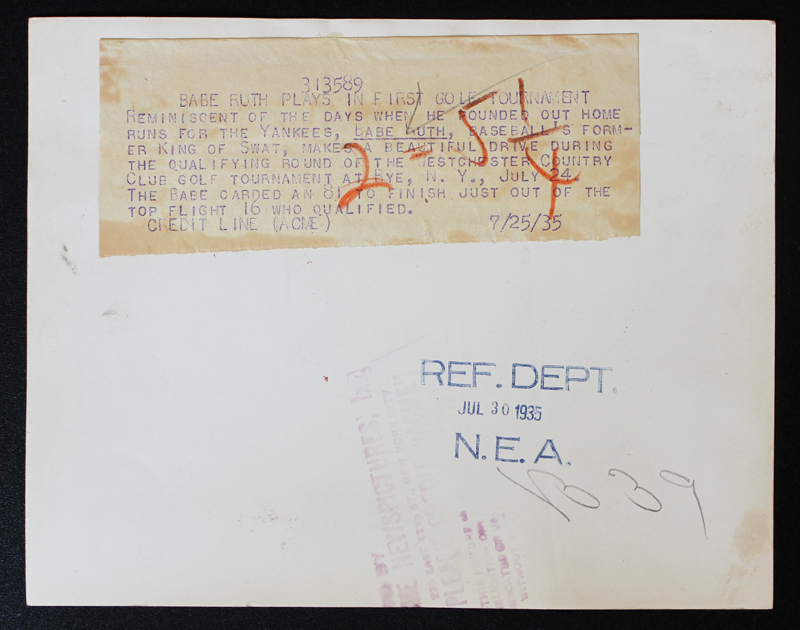 313589
BABE RUTH PLAYS IN FIRST GOLF TOURNAMENT
REMINISCENT OF THE DAYS WHEN HE POUNDED OUT HOME
RUNS FOR THE YANKEES, BABE RUTH, BASEBALL'S FORM-
ER KING OF SWAT, MAKES A BEAUTIFUL DRIVE DURING
THE QUALIFYING ROUND OF THE WESTCHESTER COUNTRY
CLUB GOLF TOURNAMENT AT RYE, N. Y., JULY 24.
THE BABE CARDED AN 81 TO FINISH JUST OUT OF THE
TOP FLIGHT 16 WHO QUALIFIED.
CREDIT LINE (ACME) 7/25/35
REF. DEPT.
JUL 30 1935
N.E.A.
BY
NEWSPICTURES, INC.